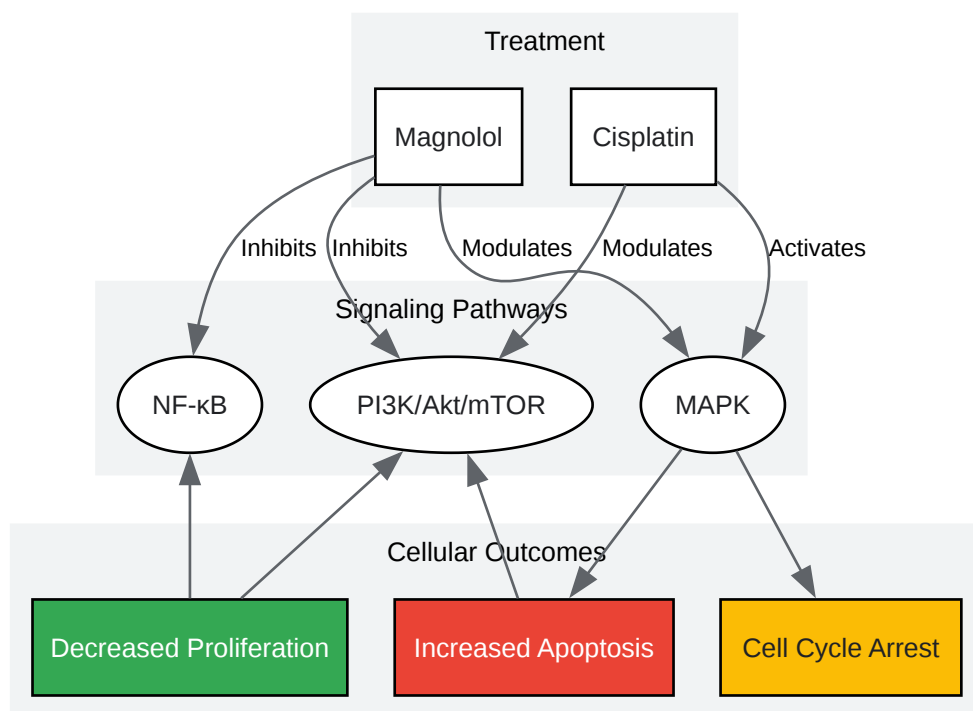 Treatment
Magnolol
Cisplatin
Inhibits
Inhibits
Modulates
Modulates
Activates
Signaling Pathways
NF-κB
PI3K/Akt/mTOR
MAPK
Cellular Outcomes
Decreased Proliferation
Increased Apoptosis
Cell Cycle Arrest